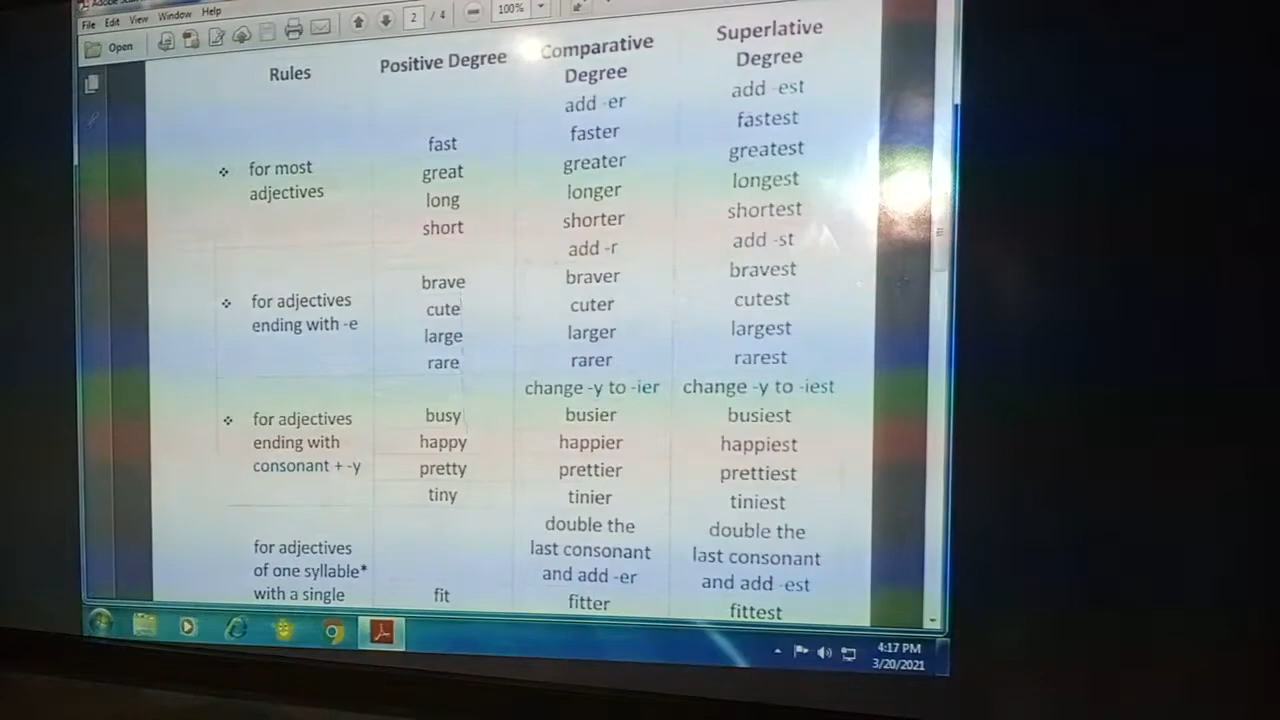 File Edit View Window Help
Open 2 / 4 100%
Rules Positive Degree Comparative Degree Superlative Degree
add -er add -est
for most adjectives
fast faster fastest
great greater greatest
long longer longest
short shorter shortest
add -r add -st
for adjectives ending with -e
brave braver bravest
cute cuter cutest
large larger largest
rare rarer rarest
change -y to -ier change -y to -iest
for adjectives ending with consonant + -y
busy busier busiest
happy happier happiest
pretty prettier prettiest
tiny tinier tiniest
double the last consonant and add -er
double the last consonant and add -est
for adjectives of one syllable* with a single
fit fitter fittest
4:17 PM
3/20/2021